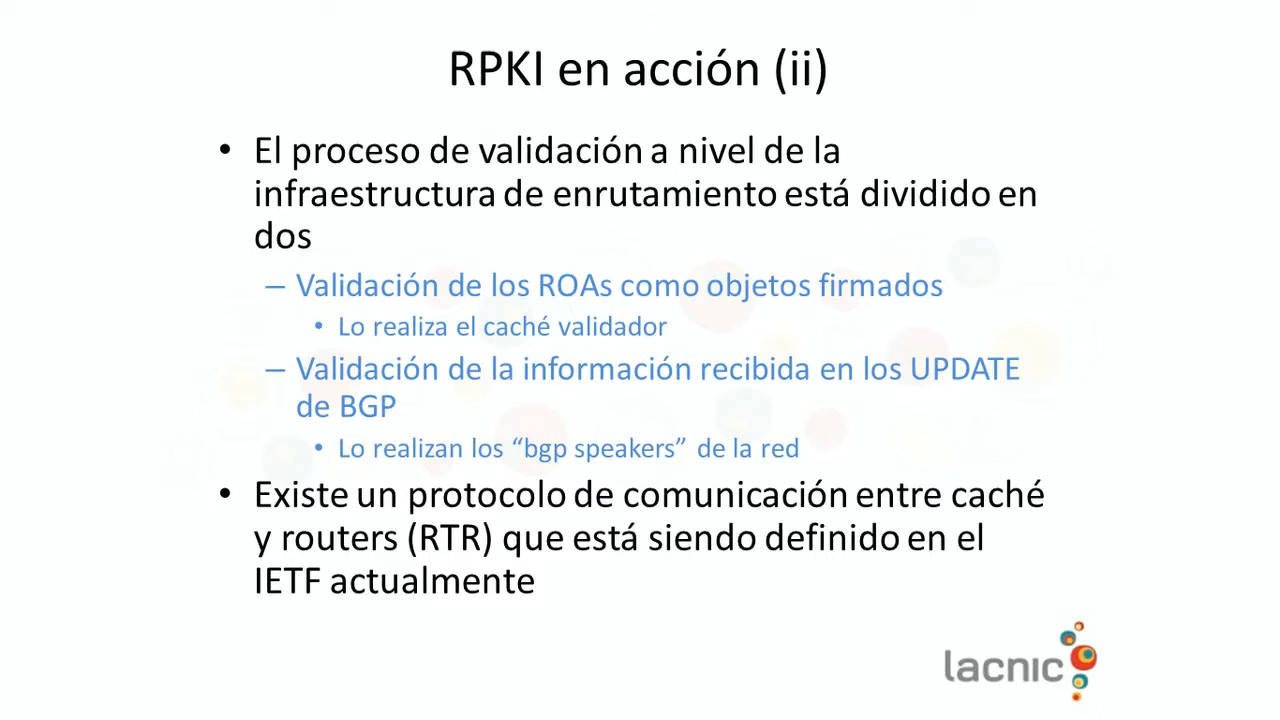 RPKI en acción (ii)
• El proceso de validación a nivel de la
infraestructura de enrutamiento está dividido en
dos
– Validación de los ROAs como objetos firmados
• Lo realiza el caché validador
– Validación de la información recibida en los UPDATE
de BGP
• Lo realizan los “bgp speakers” de la red
• Existe un protocolo de comunicación entre caché
y routers (RTR) que está siendo definido en el
IETF actualmente
lacnic